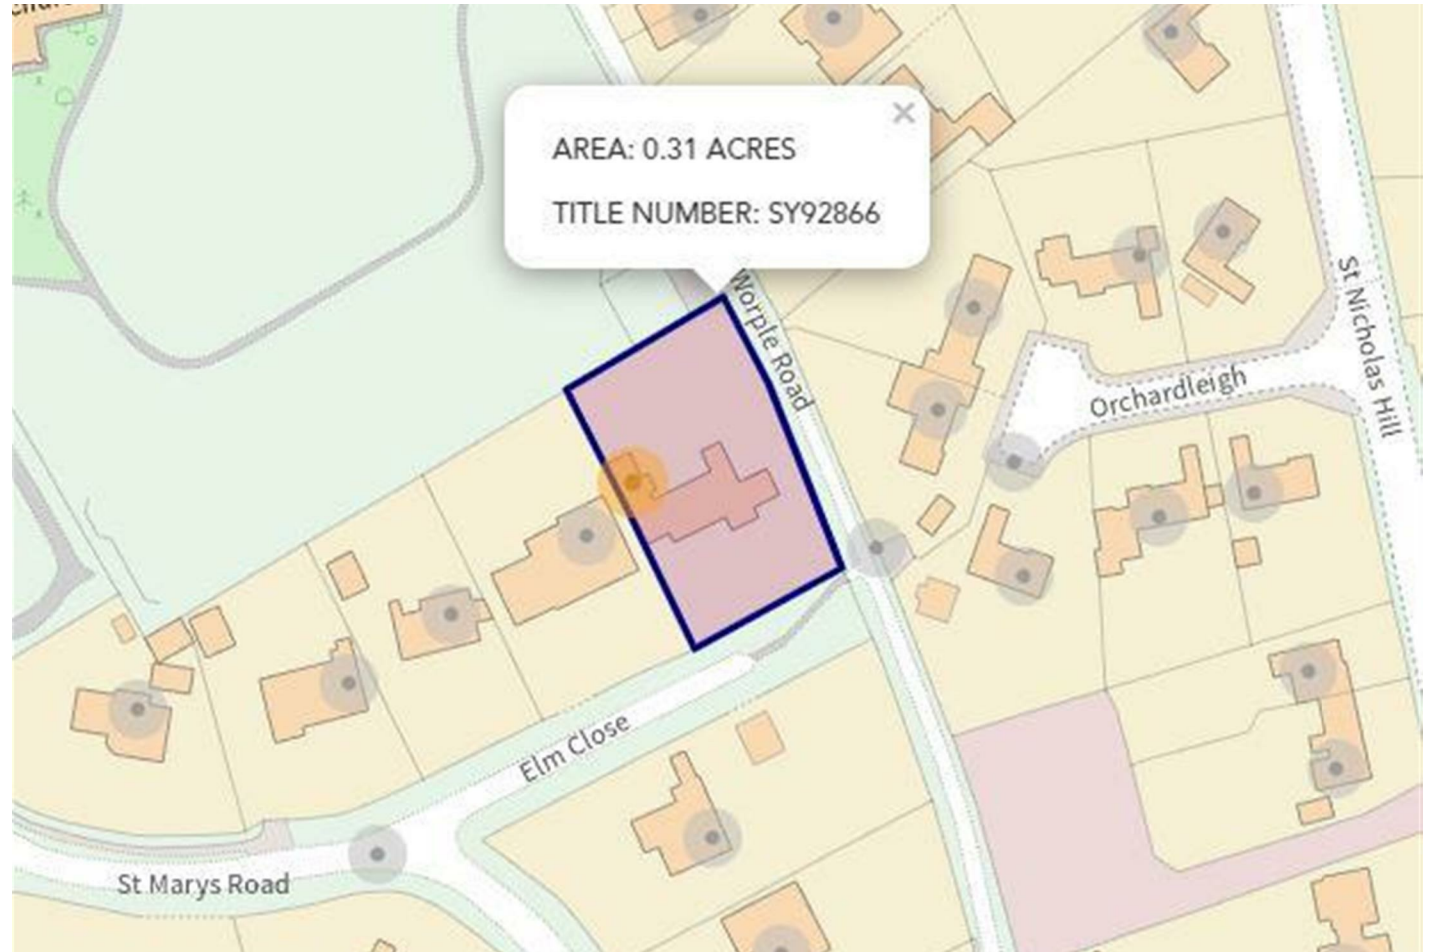 AREA: 0.31 ACRES
TITLE NUMBER: SY92866
Worple Road
St Nicholas Hill
Orchardleigh
Elm Close
St Marys Road